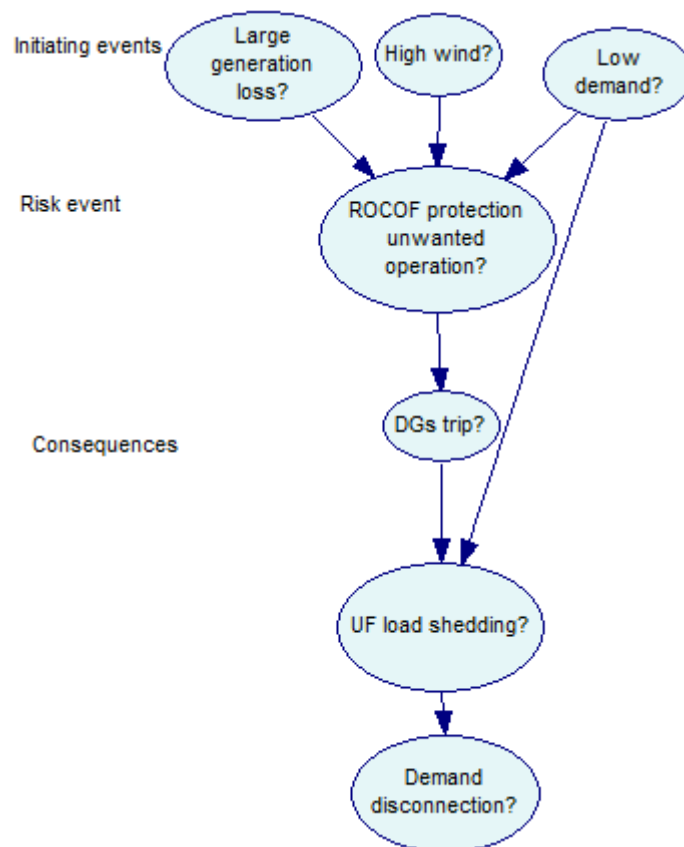 Initiating events
Large
generation
loss?
High wind?
Low
demand?
Risk event
ROCOF protection
unwanted
operation?
DGs trip?
Consequences
UF load shedding?
Demand
disconnection?